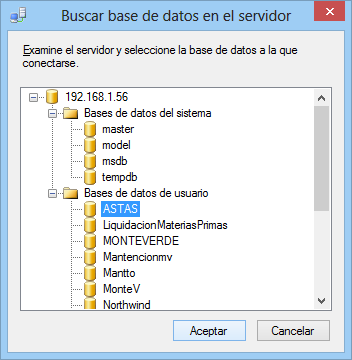 Buscar base de datos en el servidor
Examine el servidor y seleccione la base de datos a la que
conectarse.
192.168.1.56
Bases de datos del sistema
master
model
msdb
tempdb
Bases de datos de usuario
ASTAS
LiquidacionMateriasPrimas
MONTEVERDE
Mantencionmv
Mantto
MonteV
Northwind
Aceptar
Cancelar